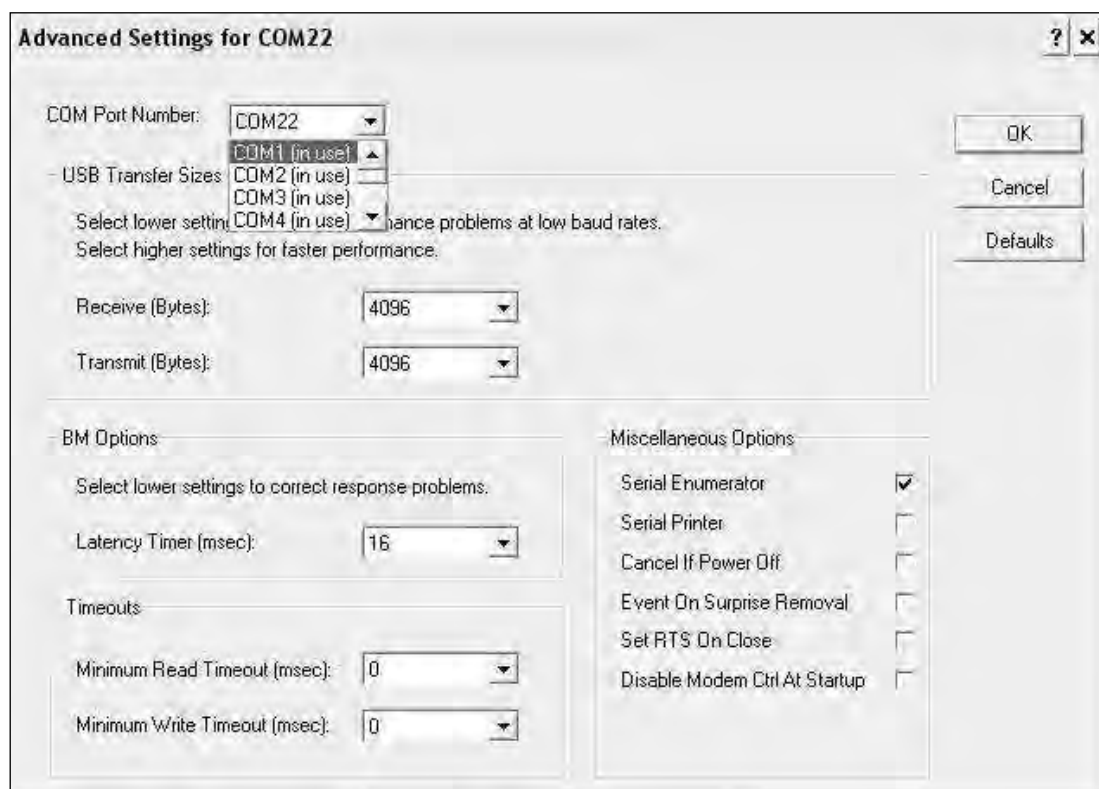 Advanced Settings for COM22
? ×
COM Port Number: COM22
OK
COM1 (in use)
USB Transfer Sizes COM2 (in use)
COM3 (in use)
Cancel
Select lower settin COM4 (in use) nance problems at low baud rates.
Select higher settings for faster performance.
Defaults
Receive (Bytes): 4096
Transmit (Bytes): 4096
BM Options
Select lower settings to correct response problems.
Latency Timer (msec): 16
Timeouts
Minimum Read Timeout (msec): 0
Minimum Write Timeout (msec): 0
Miscellaneous Options
Serial Enumerator
Serial Printer
Cancel If Power Off
Event On Surprise Removal
Set RTS On Close
Disable Modem Ctrl At Startup